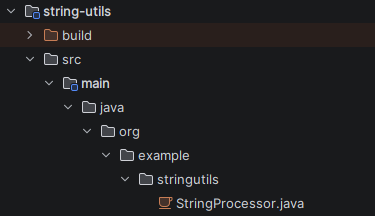 string-utils
build
src
main
java
org
example
stringutils
StringProcessor.java